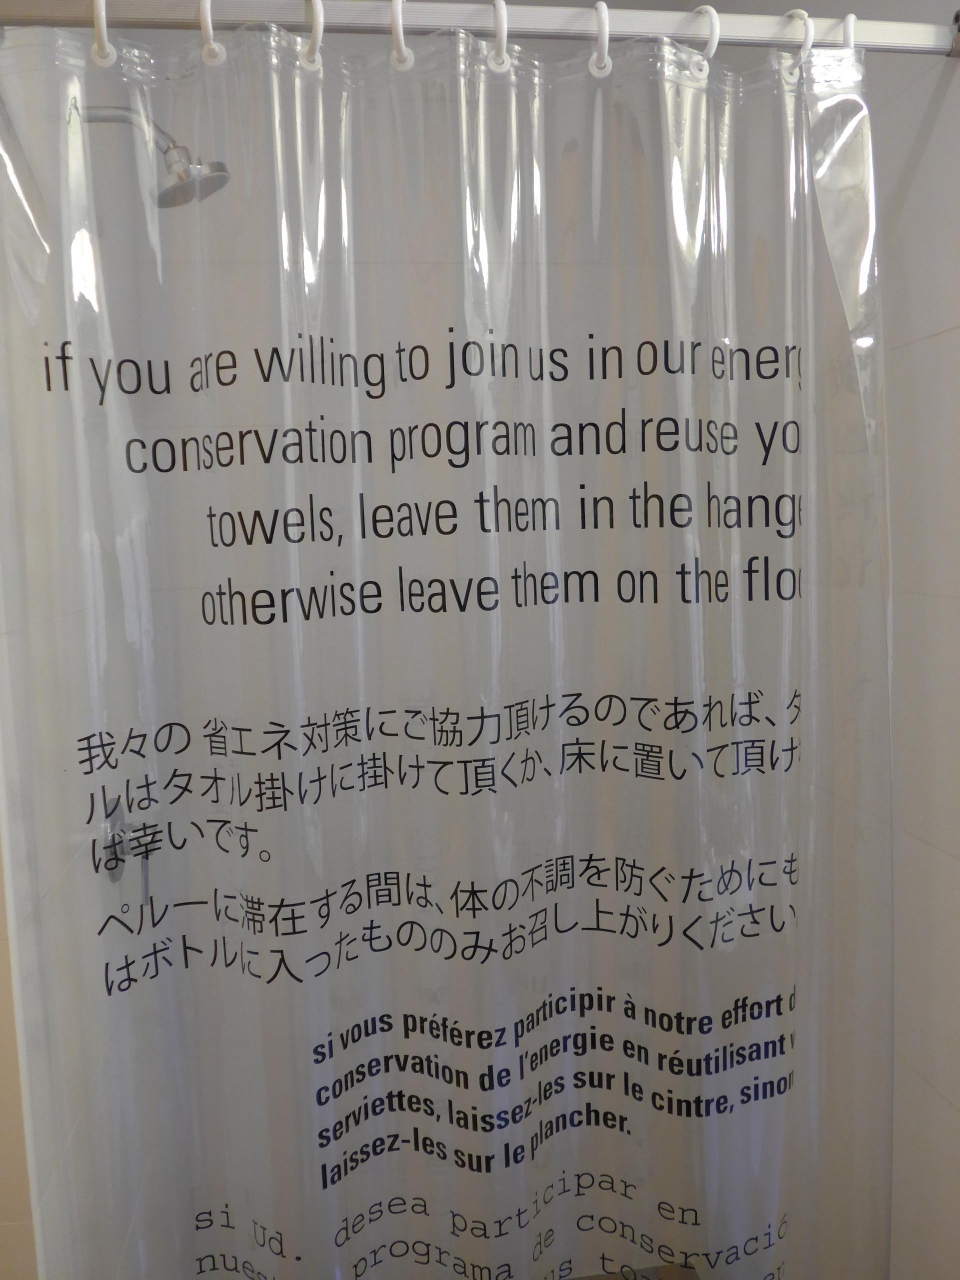 if you are willing to join us in our energ
conservation program and reuse yo
towels, leave them in the hange
otherwise leave them on the floo
我々の省エネ対策にご協力頂けるのであれば、タ
ルはタオル掛けに掛けて頂くか、床に置いて頂け
ば幸いです。
ペルーに滞在する間は、体の不調を防ぐためにも
はボトルに入ったもののみお召し上がりください
si vous préférez participir à notre effort d
conservation de l'energie en réutilisant v
serviettes, laissez-les sur le cintre, sinon
laissez-les sur le plancher.
si Ud. desea participar en
programa de conservació